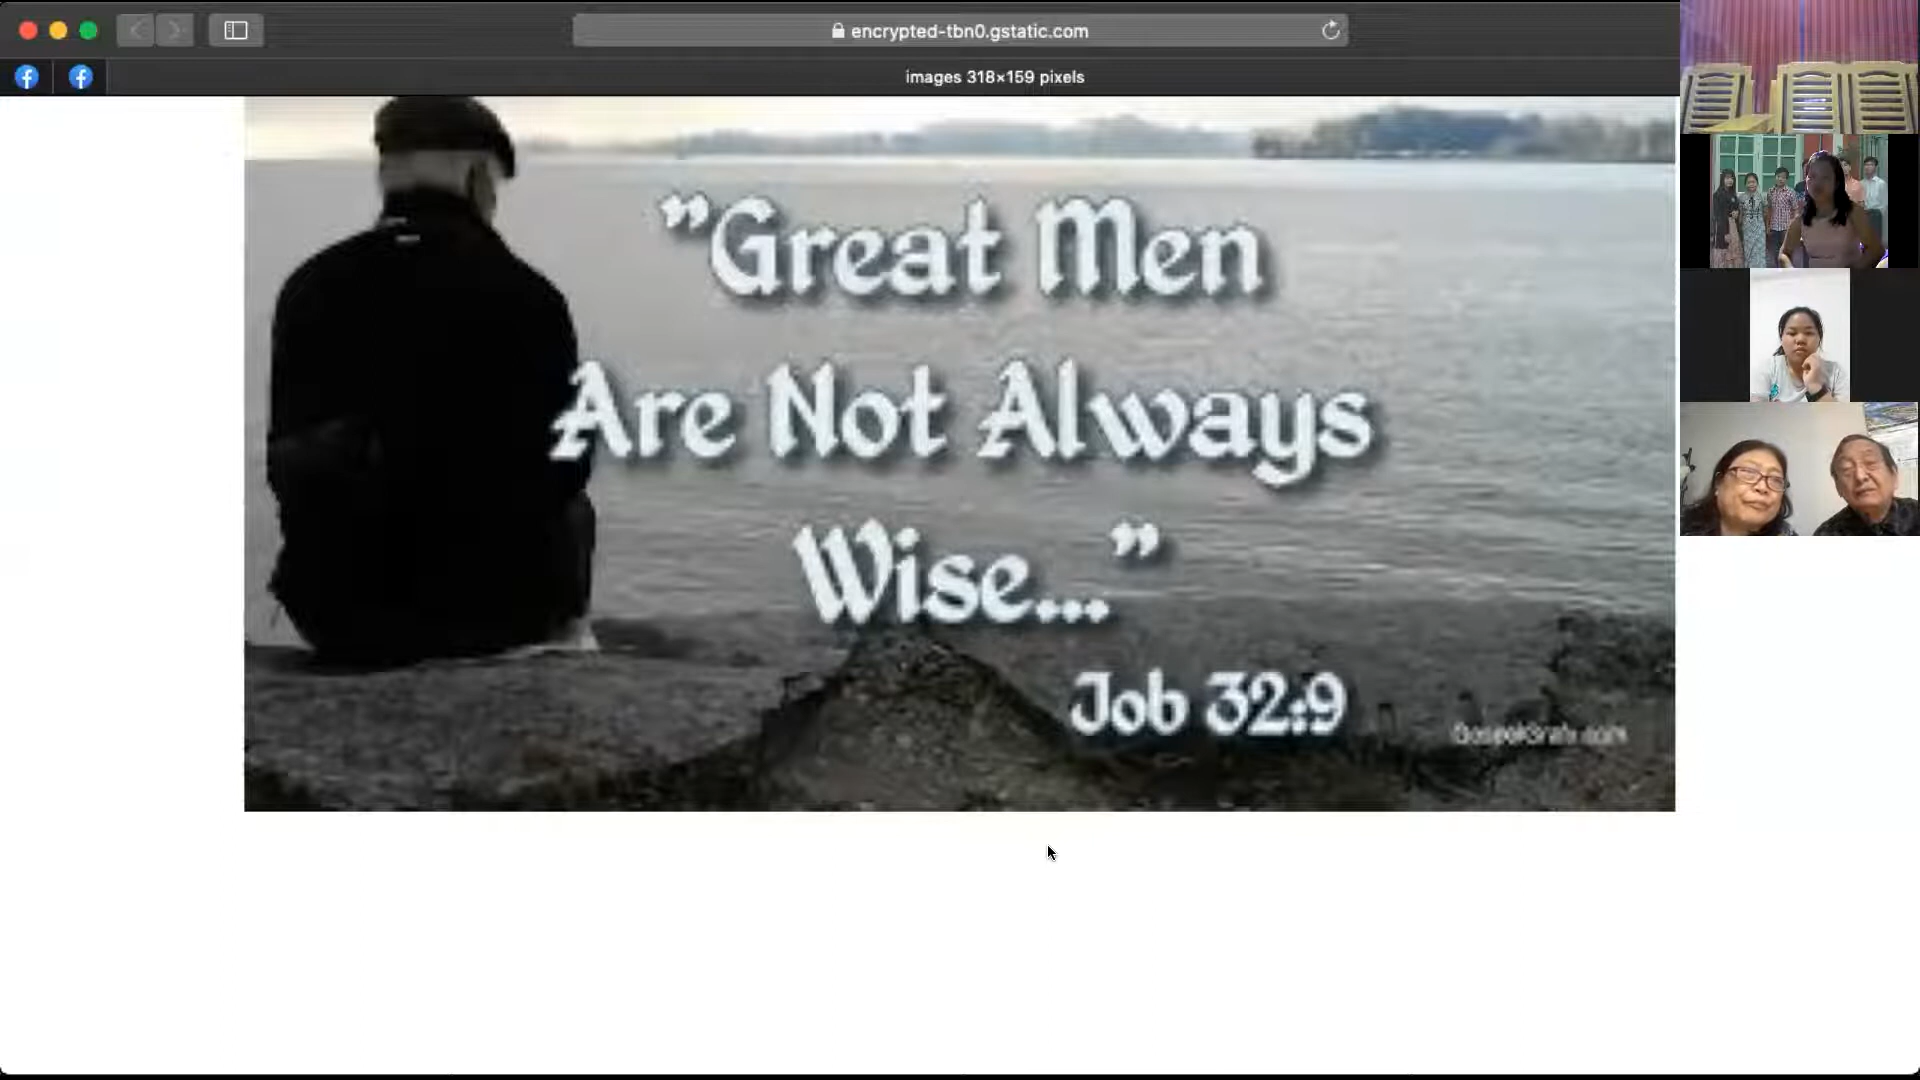 encrypted-tbn0.gstatic.com
images 318×159 pixels
"Great Men
Are Not Always
Wise..."
Job 32:9